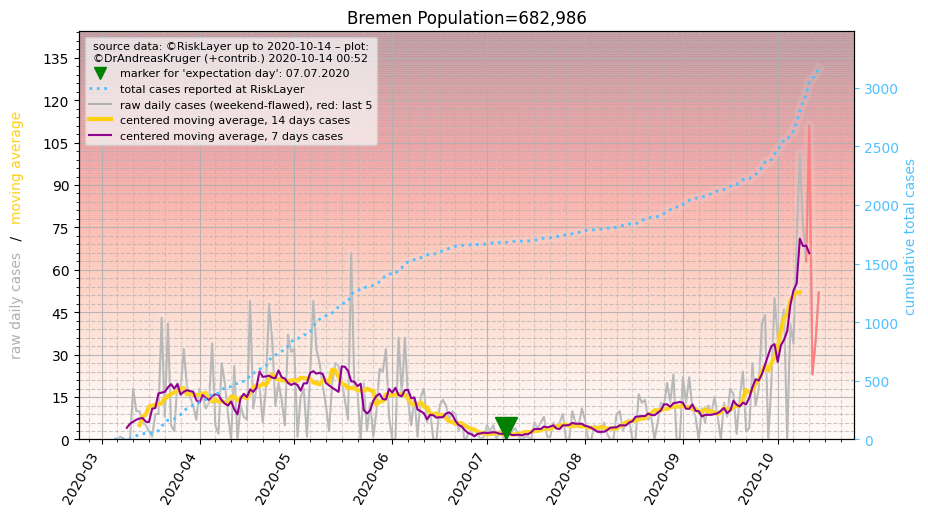 Bremen Population=682,986
source data: ©RiskLayer up to 2020-10-14 – plot:
©DrAndreasKruger (+contrib.) 2020-10-14 00:52
marker for 'expectation day': 07.07.2020
total cases reported at RiskLayer
raw daily cases (weekend-flawed), red: last 5
centered moving average, 14 days cases
centered moving average, 7 days cases
raw daily cases / moving average
135
120
105
90
75
60
45
30
15
0
cumulative total cases
3000
2500
2000
1500
1000
500
0
2020-03
2020-04
2020-05
2020-06
2020-07
2020-08
2020-09
2020-10